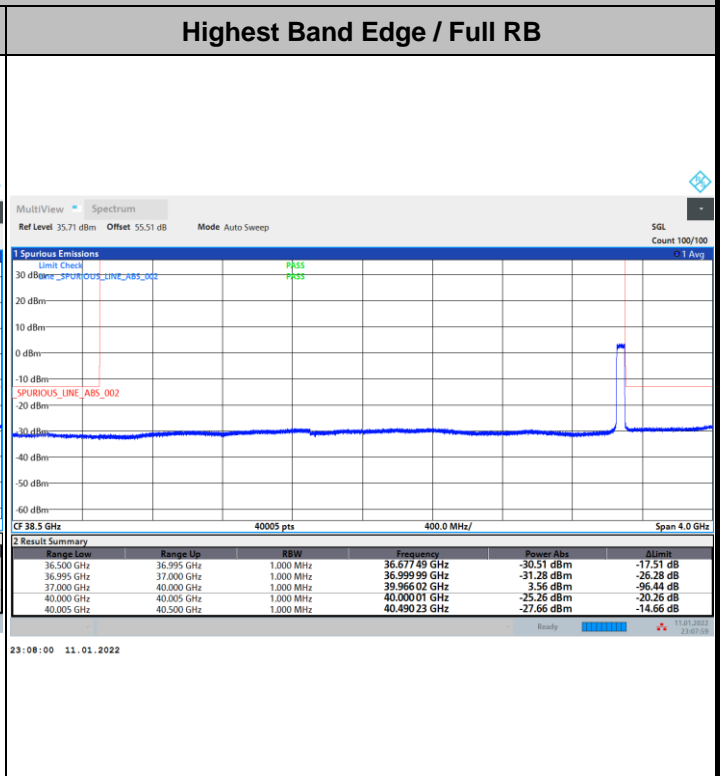 Highest Band Edge / Full RB
MultiView Spectrum
Ref Level 35.71 dBm Offset 55.51 dB Mode Auto Sweep SGL
Count 100/100
1 Spurious Emissions 1 Avg
Limit Check PASS
30 dBm Line _SPURIOUS_LINE_ABS_002 PASS
20 dBm
10 dBm
0 dBm
-10 dBm
_SPURIOUS_LINE_ABS_002
-20 dBm
-30 dBm
-40 dBm
-50 dBm
-60 dBm
CF 38.5 GHz 40005 pts 400.0 MHz/ Span 4.0 GHz
2 Result Summary
Range Low Range Up RBW Frequency Power Abs ΔLimit
36.500 GHz 36.995 GHz 1.000 MHz 36.677 49 GHz -30.51 dBm -17.51 dB
36.995 GHz 37.000 GHz 1.000 MHz 36.999 99 GHz -31.28 dBm -26.28 dB
37.000 GHz 40.000 GHz 1.000 MHz 39.966 02 GHz 3.56 dBm -96.44 dB
40.000 GHz 40.005 GHz 1.000 MHz 40.000 01 GHz -25.26 dBm -20.26 dB
40.005 GHz 40.500 GHz 1.000 MHz 40.490 23 GHz -27.66 dBm -14.66 dB
Ready 11.01.2022
23:07:59
23:08:00 11.01.2022